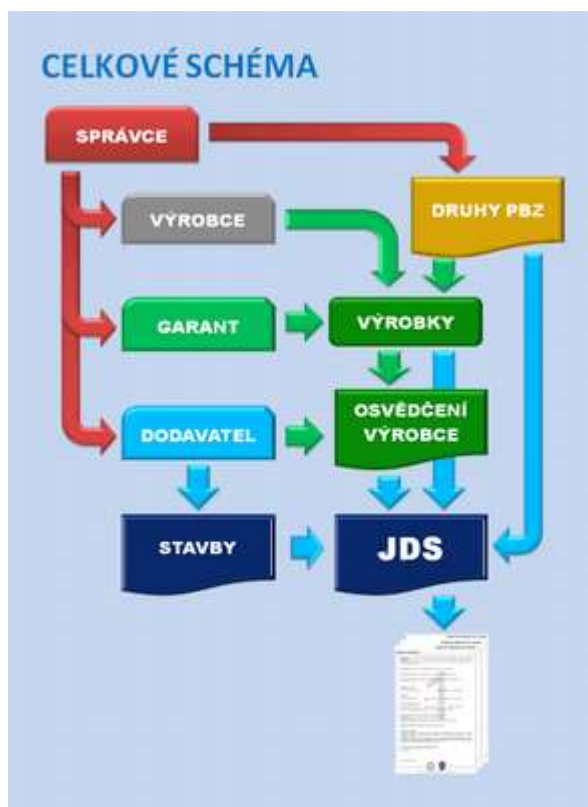 CELKOVÉ SCHÉMA
SPRÁVCE
VÝROBCE
DRUHY PBZ
GARANT
VÝROBKY
DODAVATEL
OSVĚDČENÍ
VÝROBCE
STAVBY
JDS